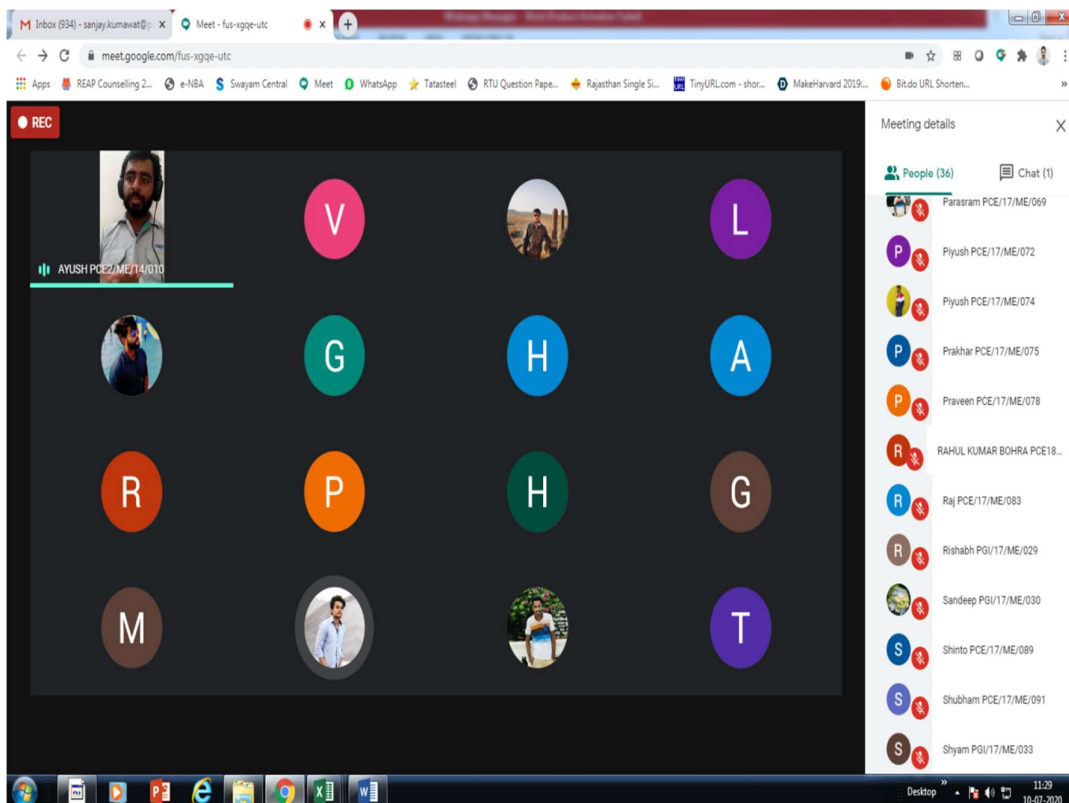 Inbox (934) - sanjay.kumawat@p
Meet - fus-xgqe-utc
meet.google.com/fus-xgqe-utc
Apps
REAP Counselling 2...
e-NBA
Swayam Central
Meet
WhatsApp
Tatasteel
RTU Question Pape...
Rajasthan Single Si...
TinyURL.com - shor...
MakeHarvard 2019:...
Bit.do URL Shorten...
»
REC
AYUSH PCE2/ME/14/010
V
L
G
H
A
R
P
H
G
M
T
Meeting details
People (36)
Chat (1)
Parasram PCE/17/ME/069
P
Piyush PCE/17/ME/072
Piyush PCE/17/ME/074
P
Prakhar PCE/17/ME/075
P
Praveen PCE/17/ME/078
R
RAHUL KUMAR BOHRA PCE18...
R
Raj PCE/17/ME/083
R
Rishabh PGI/17/ME/029
Sandeep PGI/17/ME/030
S
Shinto PCE/17/ME/089
S
Shubham PCE/17/ME/091
S
Shyam PGI/17/ME/033
Desktop
»
11:29
10-07-2020